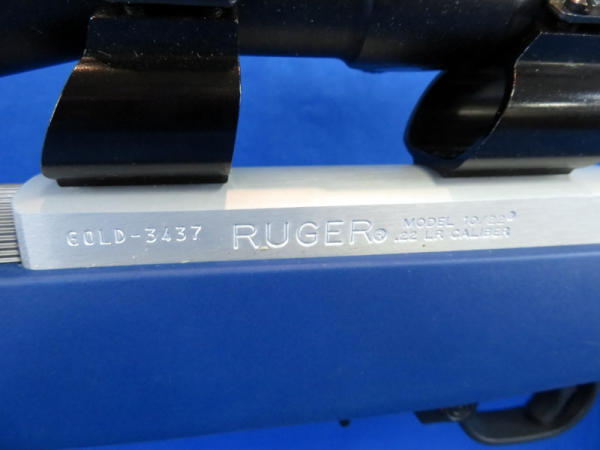 GOLD-3437 RUGER®
MODEL 10/22®
.22 LR CALIBER